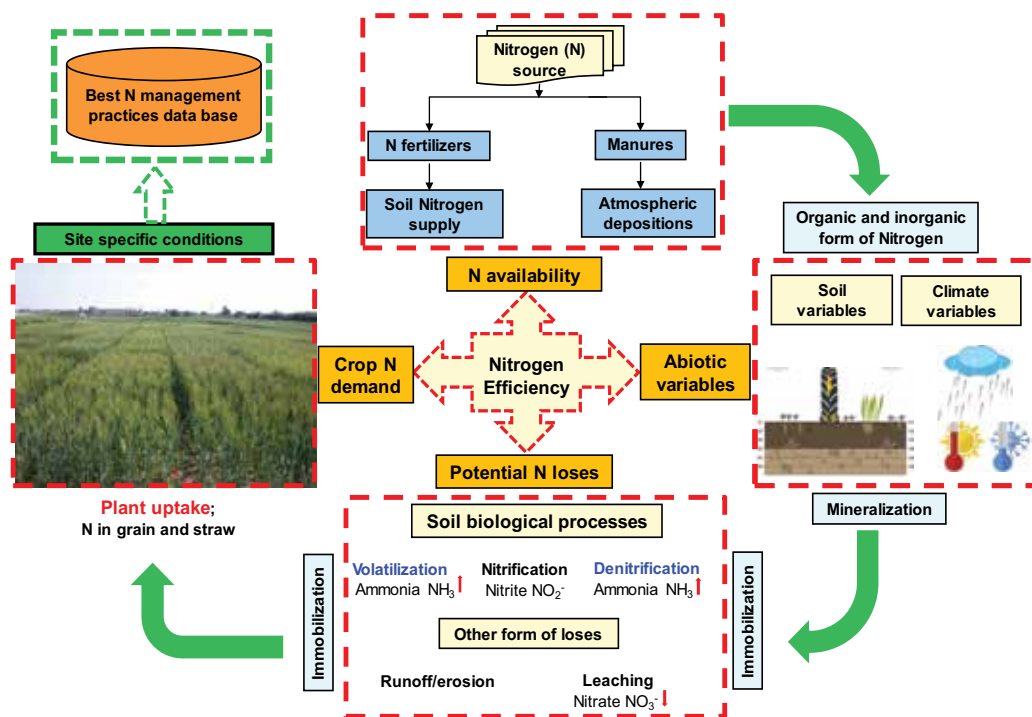 Best N management
practices data base
Site specific conditions
Nitrogen (N)
source
N fertilizers
Manures
Soil Nitrogen
supply
Atmospheric
depositions
Organic and inorganic
form of Nitrogen
N availability
Crop N
demand
Nitrogen
Efficiency
Abiotic
variables
Potential N loses
Soil
variables
Climate
variables
Plant uptake;
N in grain and straw
Mineralization
Immobilization
Soil biological processes
Volatilization
Ammonia NH₃
Nitrification
Nitrite NO₂⁻
Denitrification
Ammonia NH₃
Other form of loses
Runoff/erosion
Leaching
Nitrate NO₃⁻
Immobilization